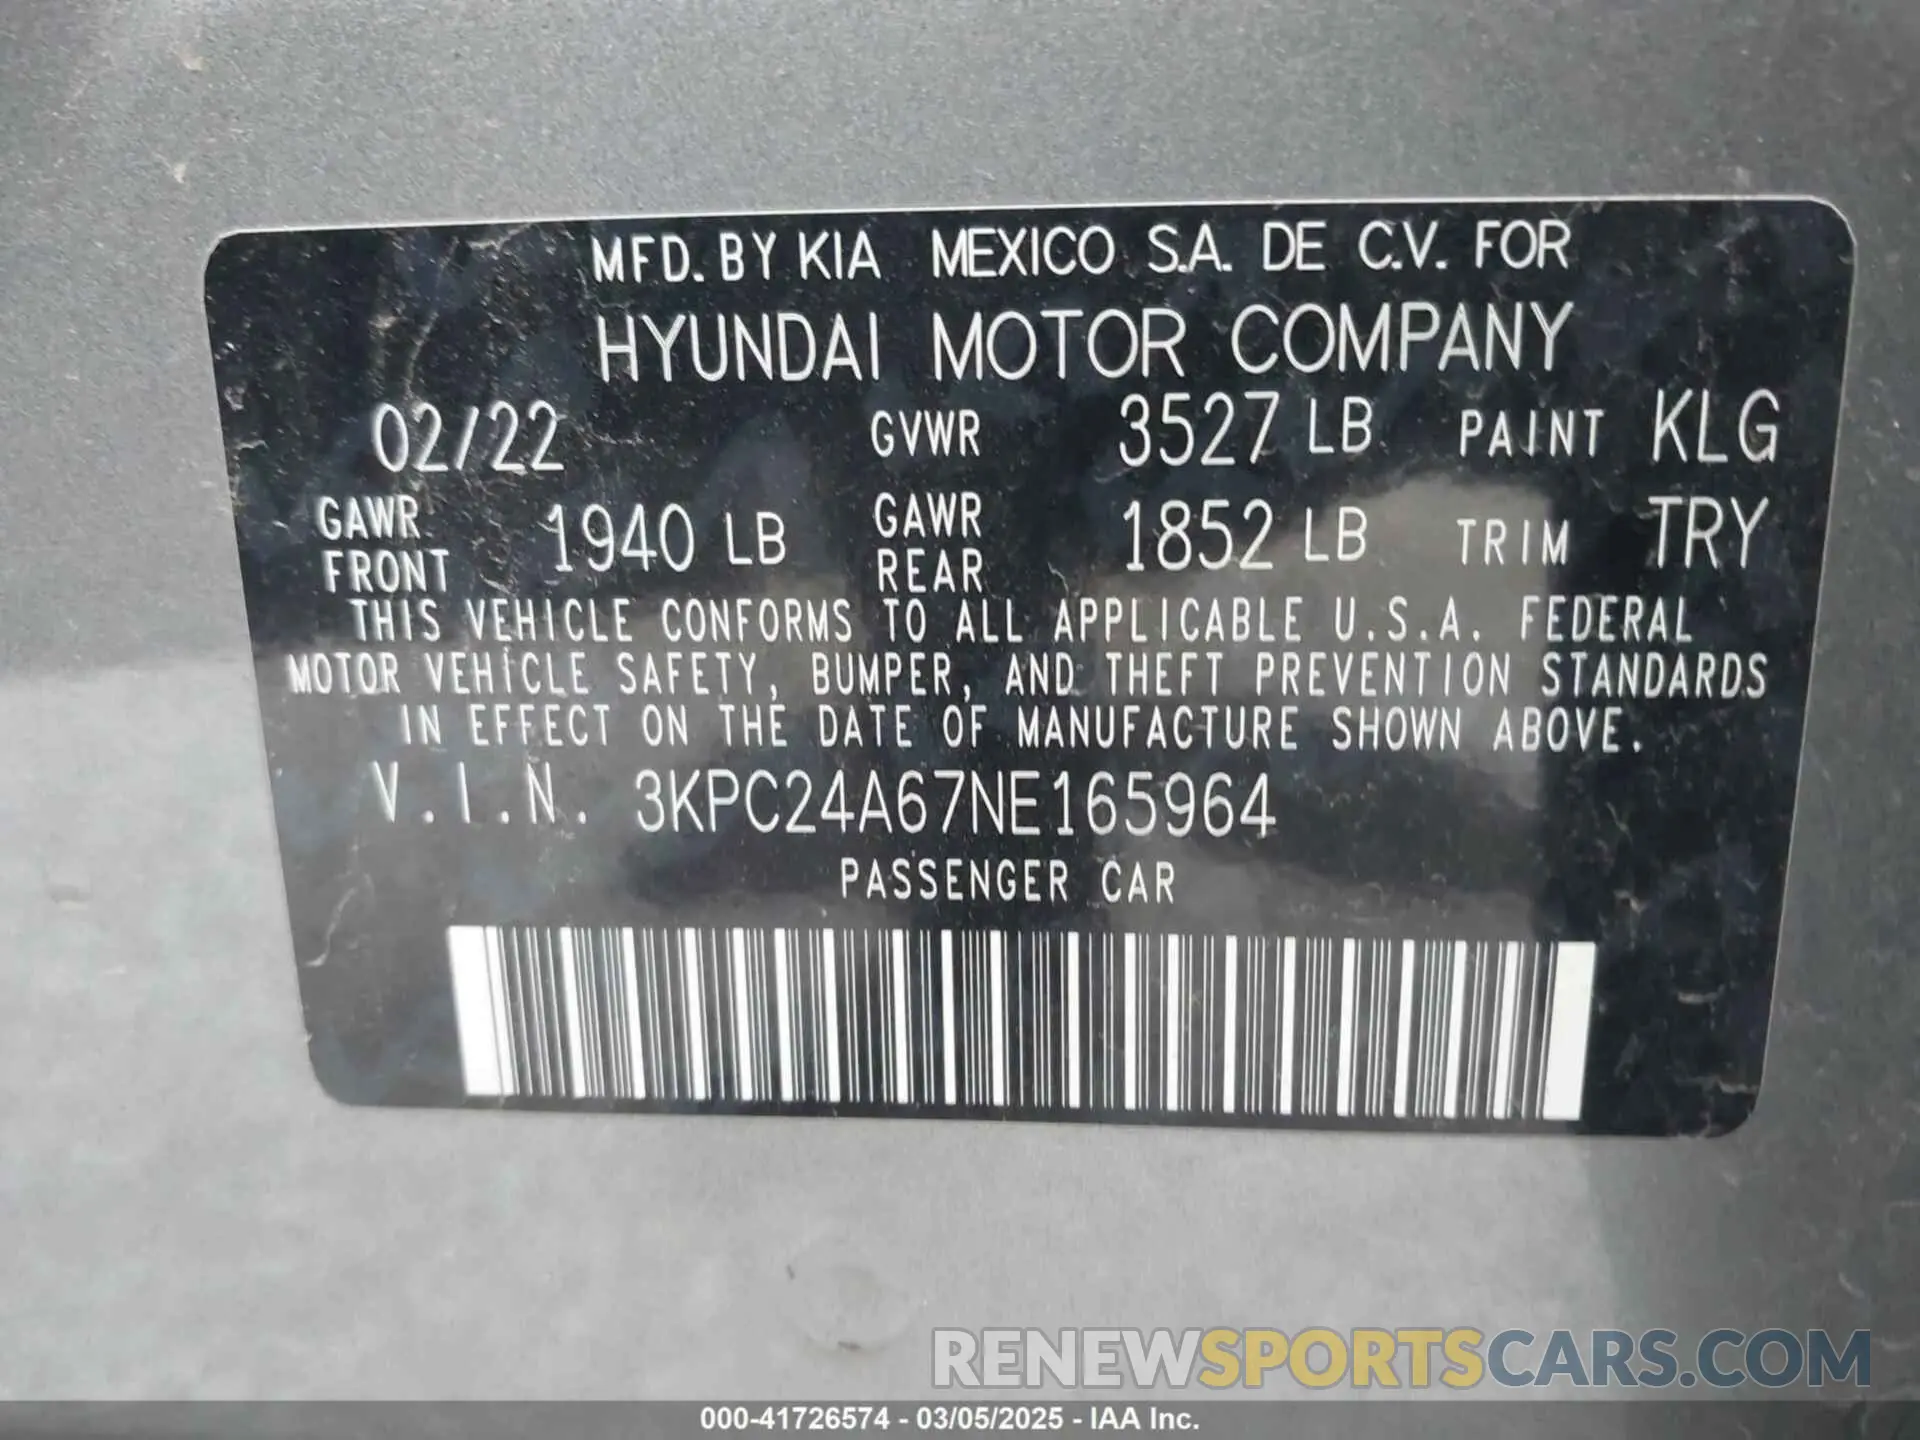 MFD. BY KIA MEXICO S.A. DE C.V. FOR
HYUNDAI MOTOR COMPANY
02/22 GVWR 3527 LB PAINT KLG
GAWR FRONT 1940 LB GAWR REAR 1852 LB TRIM TRY
THIS VEHICLE CONFORMS TO ALL APPLICABLE U.S.A. FEDERAL
MOTOR VEHICLE SAFETY, BUMPER, AND THEFT PREVENTION STANDARDS
IN EFFECT ON THE DATE OF MANUFACTURE SHOWN ABOVE.
V.I.N. 3KPC24A67NE165964
PASSENGER CAR
RENEWSPORTSCARS.COM
000-41726574 - 03/05/2025 - IAA Inc.